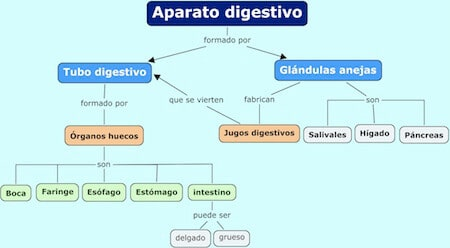 Aparato digestivo
formado por
Tubo digestivo
Glándulas anejas
formado por
que se vierten
fabrican
son
Órganos huecos
Jugos digestivos
Salivales
Hígado
Páncreas
son
Boca
Faringe
Esófago
Estómago
intestino
puede ser
delgado
grueso